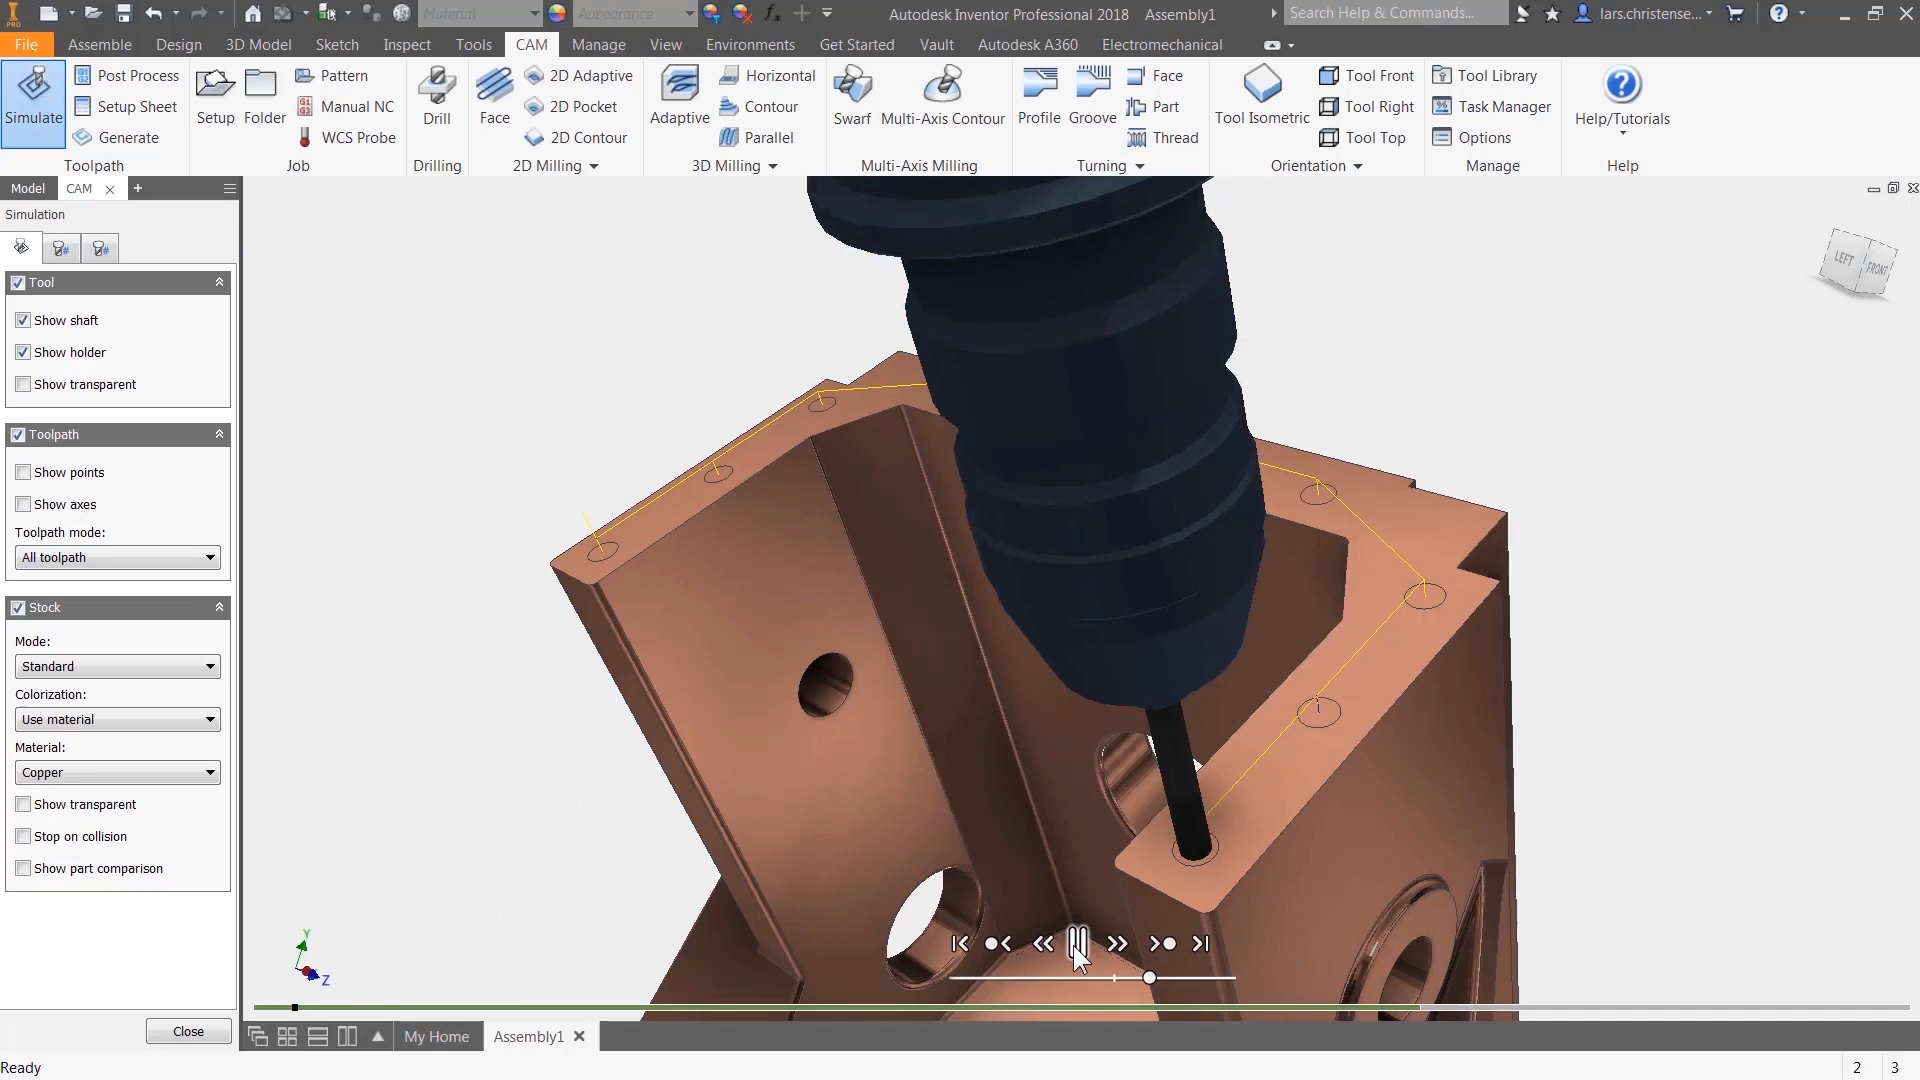 PRO Material Appearance fx Autodesk Inventor Professional 2018 Assembly1 Search Help & Commands... lars.christense... ?
File Assemble Design 3D Model Sketch Inspect Tools CAM Manage View Environments Get Started Vault Autodesk A360 Electromechanical
Simulate
Post Process
Setup Sheet
Generate
Toolpath
Setup
Folder
Pattern
Manual NC
WCS Probe
Job
Drill
Drilling
Face
2D Adaptive
2D Pocket
2D Contour
2D Milling
Adaptive
Horizontal
Contour
Parallel
3D Milling
Swarf
Multi-Axis Contour
Multi-Axis Milling
Profile
Groove
Face
Part
Thread
Turning
Tool Isometric
Tool Front
Tool Right
Tool Top
Orientation
Tool Library
Task Manager
Options
Manage
Help/Tutorials
Help
Model CAM
Simulation
Tool
Show shaft
Show holder
Show transparent
Toolpath
Show points
Show axes
Toolpath mode:
All toolpath
Stock
Mode:
Standard
Colorization:
Use material
Material:
Copper
Show transparent
Stop on collision
Show part comparison
Close
LEFT FRONT
Y
Z
My Home Assembly1
Ready 2 3